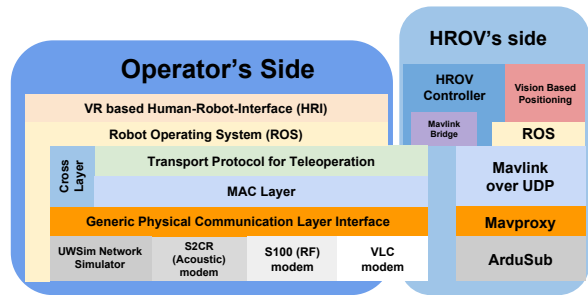 Operator's Side
VR based Human-Robot-Interface (HRI)
Robot Operating System (ROS)
Cross
Layer
Transport Protocol for Teleoperation
MAC Layer
Generic Physical Communication Layer Interface
UWSim Network
Simulator
S2CR
(Acoustic)
modem
S100 (RF)
modem
VLC
modem
HROV's side
HROV
Controller
Vision Based
Positioning
Mavlink
Bridge
ROS
Mavlink
over UDP
Mavproxy
ArduSub